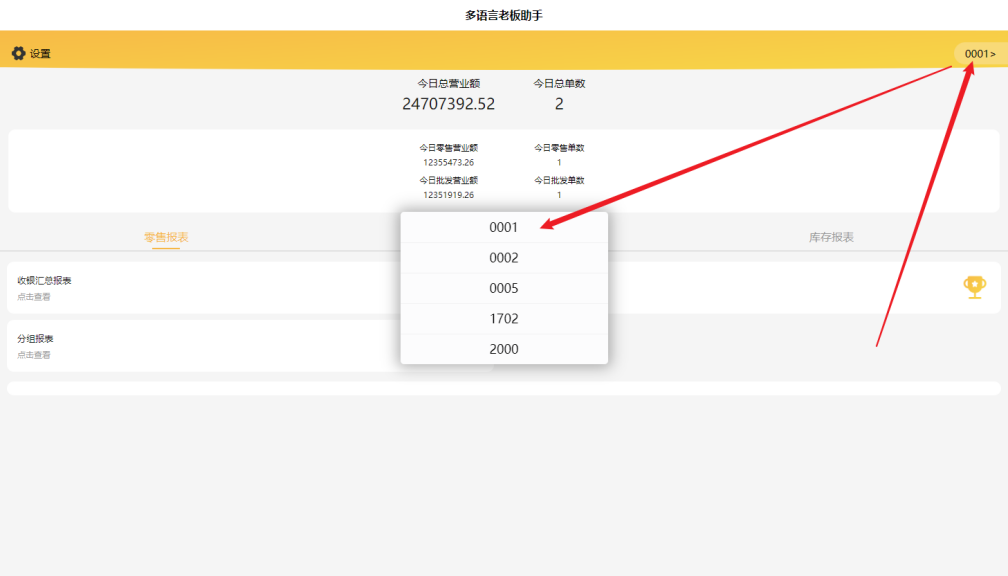 多语言老板助手
设置
0001>
今日总营业额 今日总单数
24707392.52 2
今日零售营业额 今日零售单数
12355473.26 1
今日批发营业额 今日批发单数
12351919.26 1
零售报表
库存报表
0001
0002
0005
1702
2000
收银汇总报表
点击查看
分组报表
点击查看